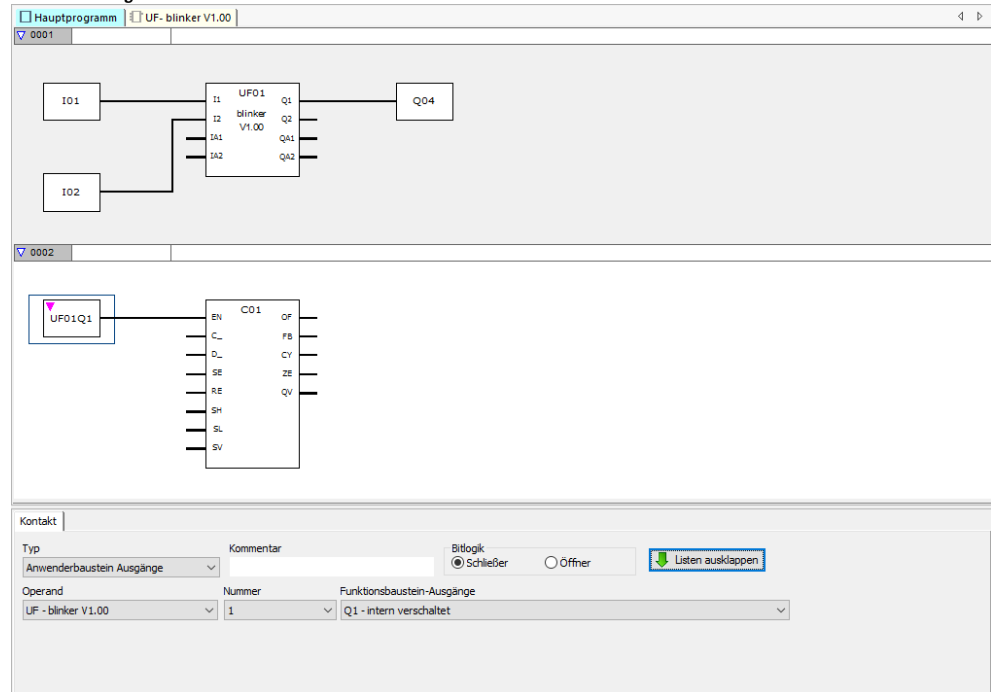 Hauptprogramm UF- blinker V1.00
0001
I01 I1 UF01 Q1 Q04
I2 blinker Q2
V1.00
IA1 QA1
IA2 QA2
I02
0002
UF01Q1 EN C01 OF
C_ FB
D_ CY
SE ZE
RE QV
SH
SL
SV
Kontakt
Typ Kommentar Bitlogik
Anwenderbaustein Ausgänge Schließer Öffner Listen ausklappen
Operand Nummer Funktionsbaustein-Ausgänge
UF - blinker V1.00 1 Q1 - intern verschaltet